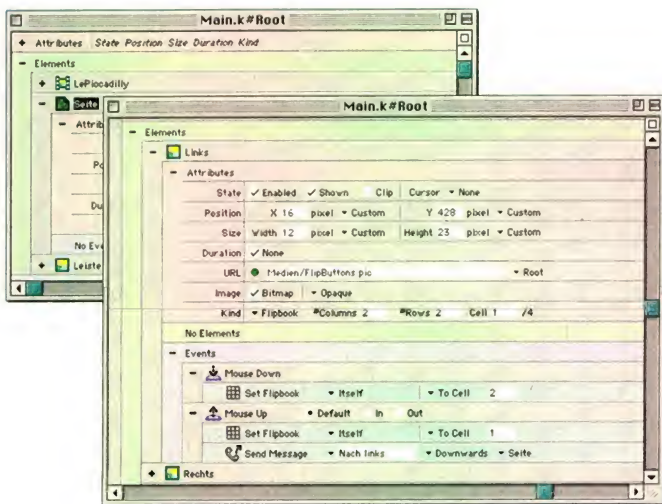 Main.k#Root
Attributes State Position Size Duration Kind
Elements
LePiccadilly
Seite
Attrib
Po
Du
No Eve
Leiste
Main.k#Root
Elements
Links
Attributes
State ✓ Enabled ✓ Shown Clip Cursor None
Position X 16 pixel Custom Y 428 pixel Custom
Size Width 12 pixel Custom Height 23 pixel Custom
Duration ✓ None
URL Medien/FlipButtons.pic Root
Image ✓ Bitmap Opaque
Kind Flipbook #Columns 2 #Rows 2 Cell 1 /4
No Elements
Events
Mouse Down
Set Flipbook Itself To Cell 2
Mouse Up • Default In Out
Set Flipbook Itself To Cell 1
Send Message Nach links Downwards Seite
Rechts